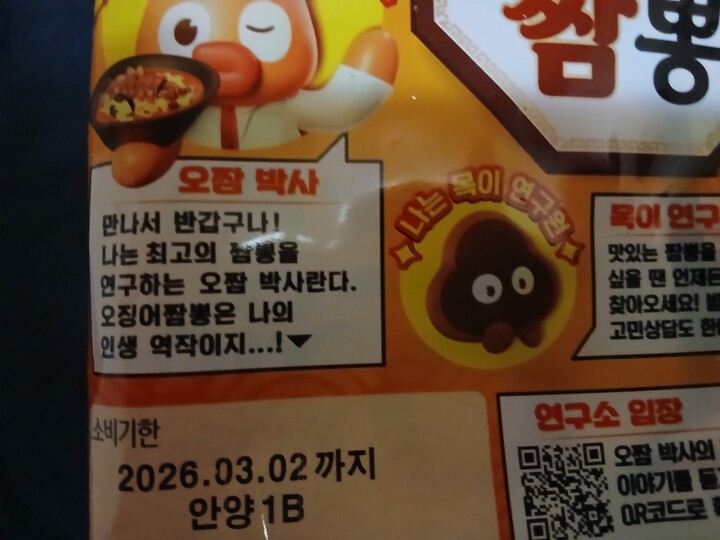 짬뽕
오짬 박사
만나서 반갑구나!
나는 최고의 짬뽕을
연구하는 오짬 박사란다.
오징어짬뽕은 나의
인생 역작이지...!
나는 목이 연구원
목이 연구
맛있는 짬뽕을
싶을 땐 언제든
찾아오세요!
고민상담도
소비기한
2026.03.02 까지
안양1B
연구소 입장
오짬 박사의
이야기를
QR코드로